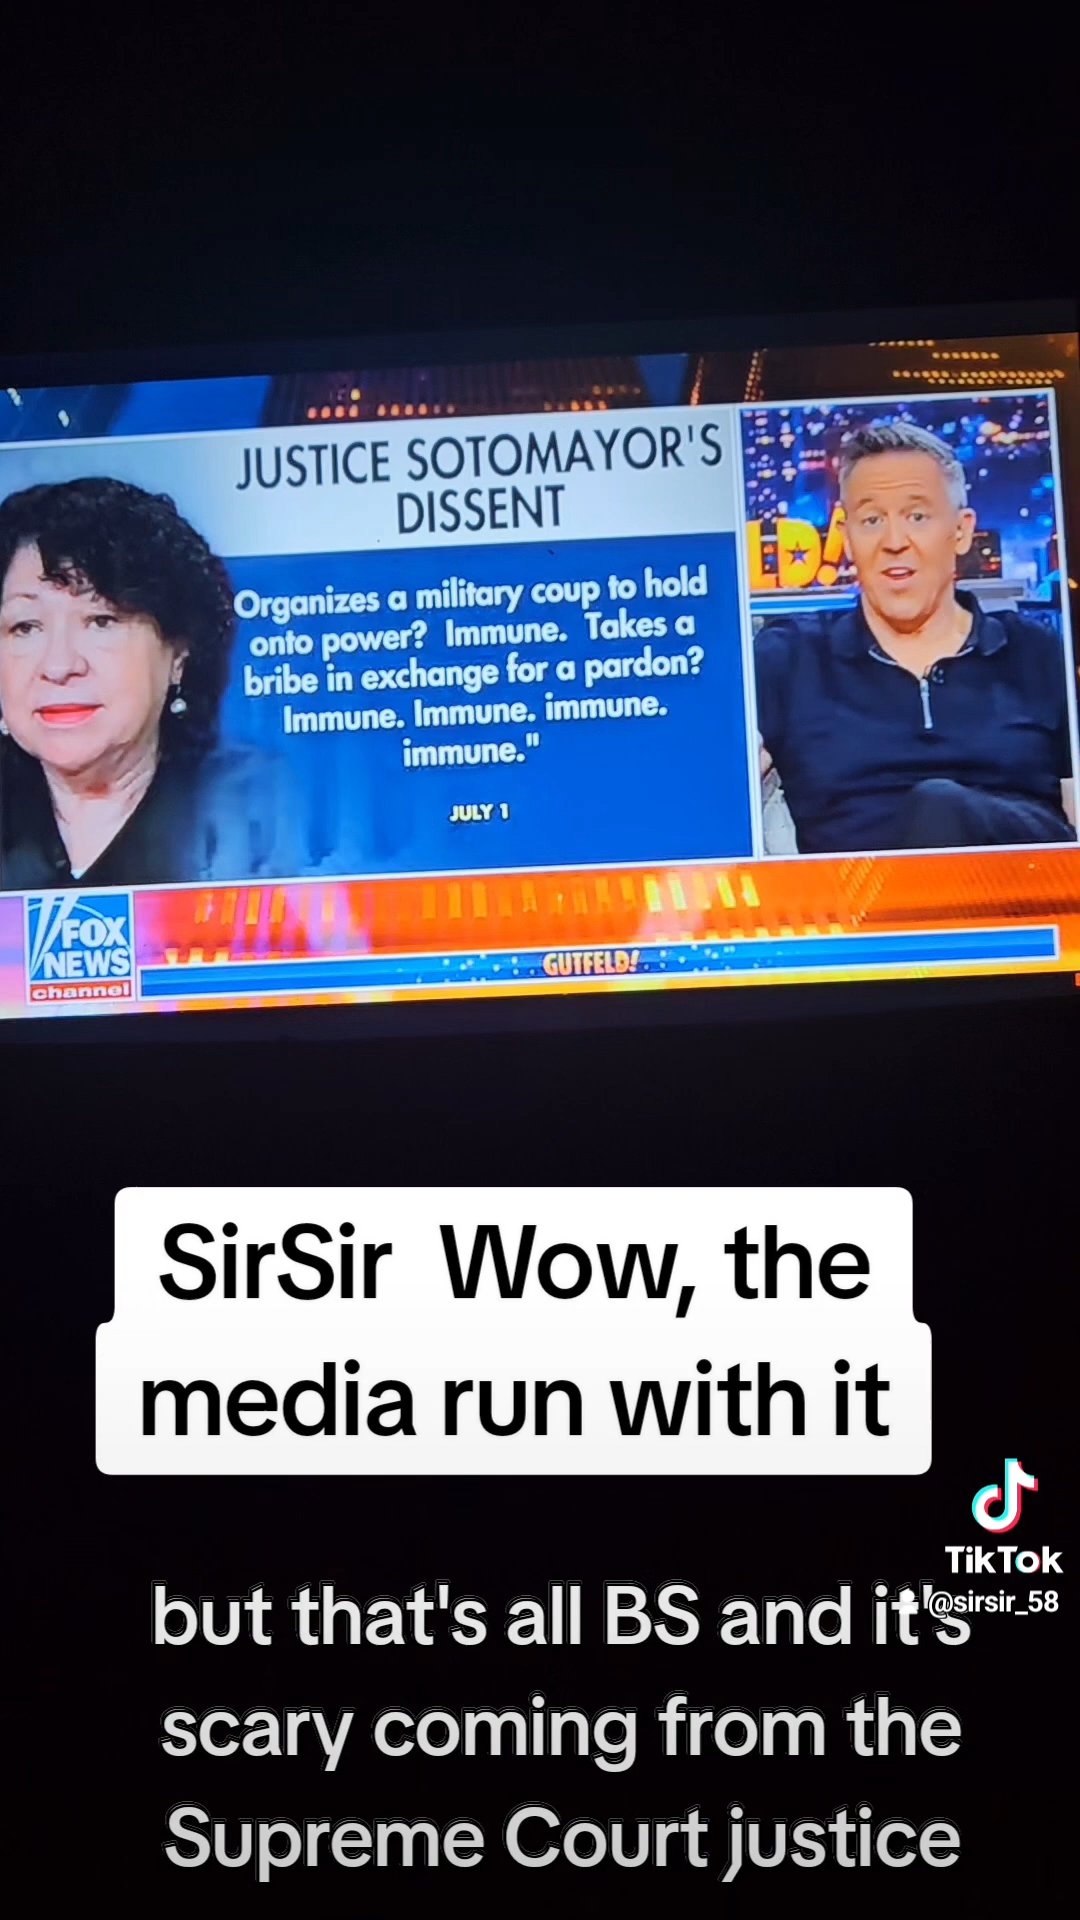 JUSTICE SOTOMAYOR'S
DISSENT
Organizes a military coup to hold
onto power? Immune. Takes a
bribe in exchange for a pardon?
Immune. Immune. immune.
immune."
JULY 1
LD!
FOX
NEWS
channel
GUTFELD!
SirSir Wow, the
media run with it
TikTok
@sirsir_58
but that's all BS and it's
scary coming from the
Supreme Court justice